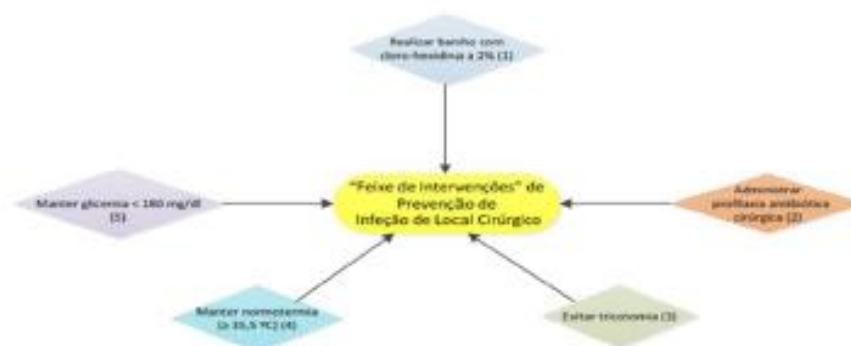 Realizar banho com
cloro-hexidina a 2% (1)
Manter glicemia < 180 mg/dl
(5)
"Feixe de Intervenções" de
Prevenção de
Infeção de Local Cirúrgico
Administrar
profilaxia antibiótica
cirúrgica (2)
Manter normotermia
(≥ 35,5 ºC) (4)
Evitar tricotomia (3)